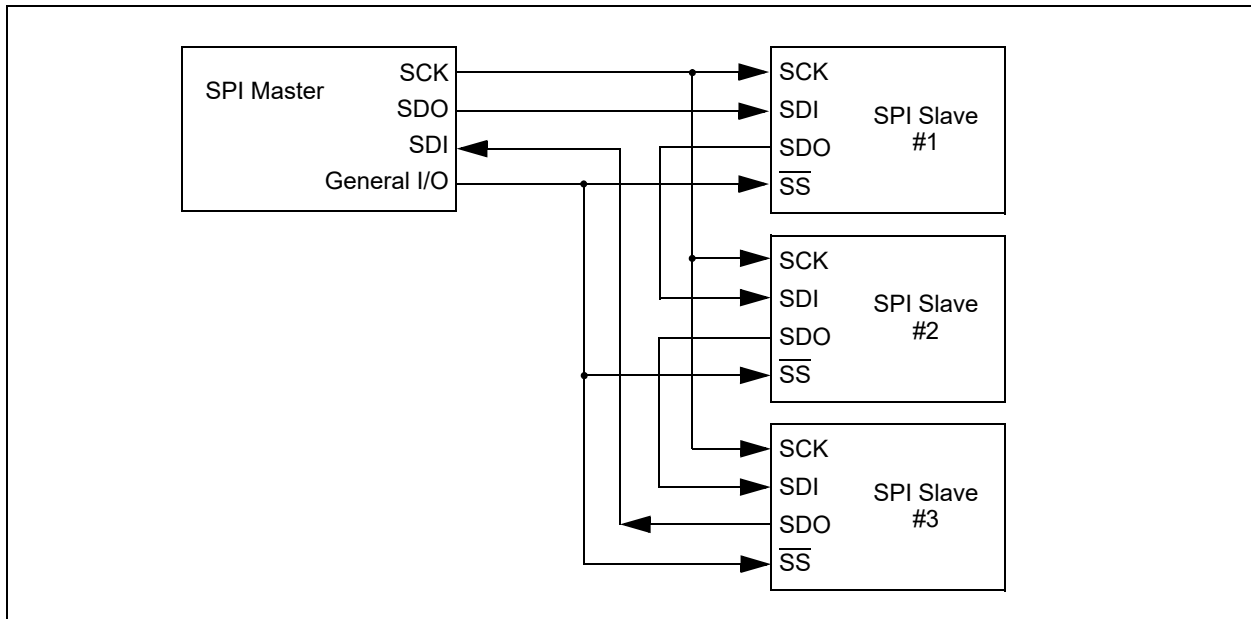 SPI Master
SCK
SDO
SDI
General I/O
SCK
SDI
SDO
SS
SPI Slave
#1
SCK
SDI
SDO
SS
SPI Slave
#2
SCK
SDI
SDO
SS
SPI Slave
#3